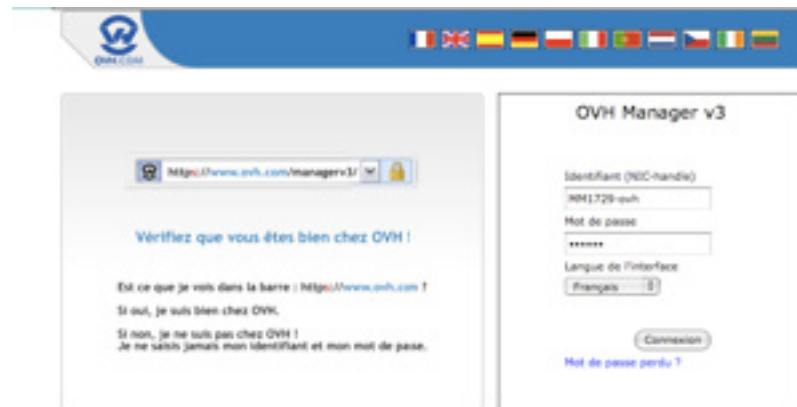 OVH.COM
https://www.ovh.com/managerv3/
Vérifiez que vous êtes bien chez OVH !
Est ce que je vois dans la barre : https://www.ovh.com ?
Si oui, je suis bien chez OVH.
Si non, je ne suis pas chez OVH !
Je ne saisis jamais mon identifiant et mon mot de passe.
OVH Manager v3
Identifiant (NIC-handle)
MM1729-ovh
Mot de passe
•••••••
Langue de l'interface
Français
Connexion
Mot de passe perdu ?